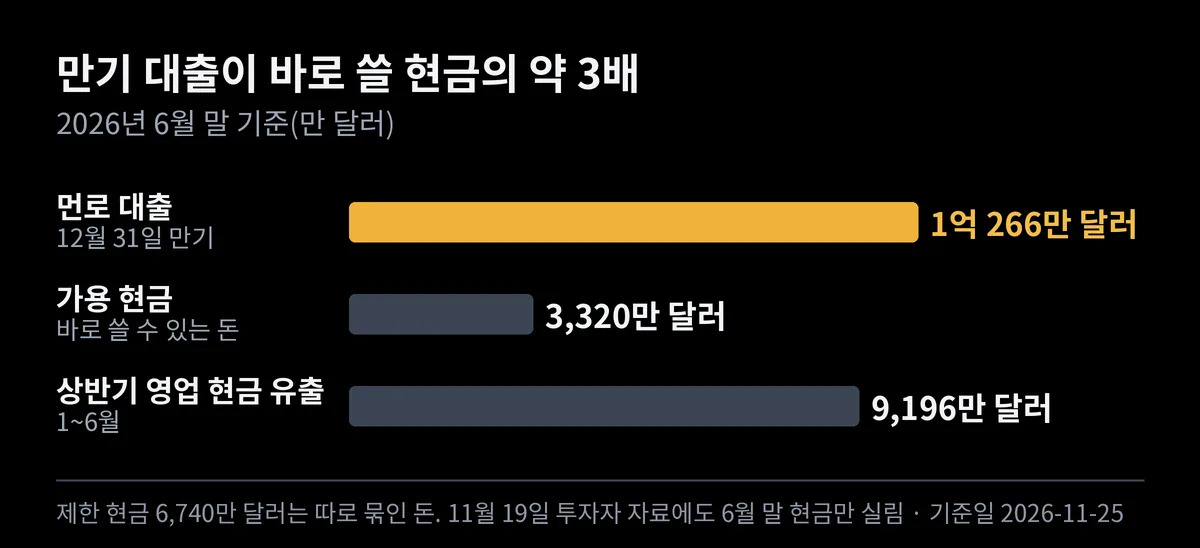 만기 대출이 바로 쓸 현금의 약 3배
2026년 6월 말 기준(만 달러)
먼로 대출
12월 31일 만기
1억 266만 달러
가용 현금
바로 쓸 수 있는 돈
3,320만 달러
상반기 영업 현금 유출
1~6월
9,196만 달러
제한 현금 6,740만 달러는 따로 묶인 돈. 11월 19일 투자자 자료에도 6월 말 현금만 실림 · 기준일 2026-11-25